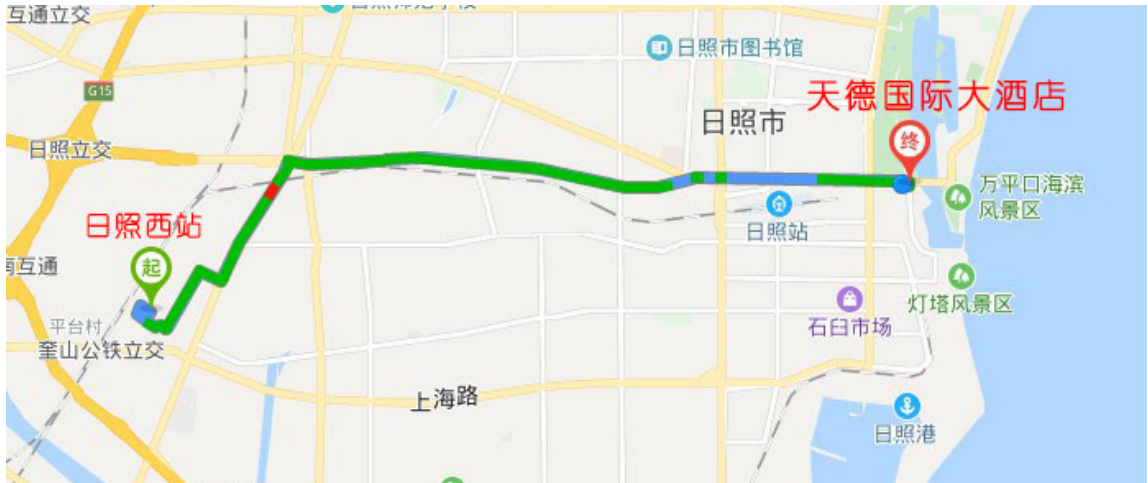 互通立交
日照市图书馆
G15
天德国际大酒店
日照市
终
日照立交
万平口海滨
风景区
日照西站
日照站
起
南互通
灯塔风景区
平台村
石臼市场
奎山公铁立交
上海路
日照港